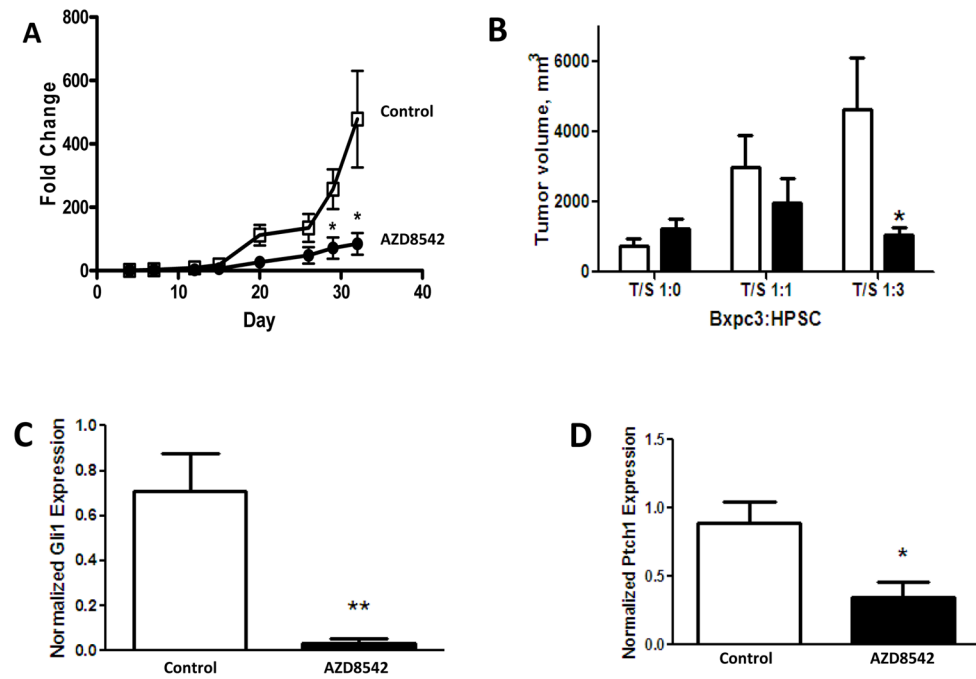 A
Fold Change
800
600
400
200
0
0 10 20 30 40
Day
Control
AZD8542
* *
B
Tumor volume, mm³
6000
4000
2000
0
*
T/S 1:0 T/S 1:1 T/S 1:3
Bxpc3:HPSC
C
Normalized Gli1 Expression
1.0
0.8
0.6
0.4
0.2
0.0
**
Control AZD8542
D
Normalized Ptch1 Expression
1.5
1.0
0.5
0.0
*
Control AZD8542